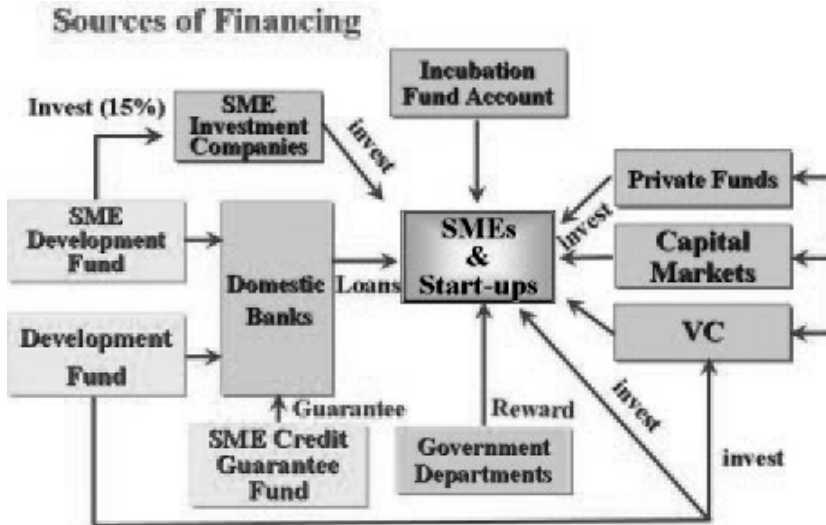 Sources of Financing
Incubation
Fund Account
Invest (15%)
SME
Investment
Companies
invest
Private Funds
SME
Development
Fund
SMEs
&
Start-ups
invest
Capital
Markets
Domestic
Banks
Loans
VC
Development
Fund
Guarantee
Reward
invest
SME Credit
Guarantee
Fund
Government
Departments
invest